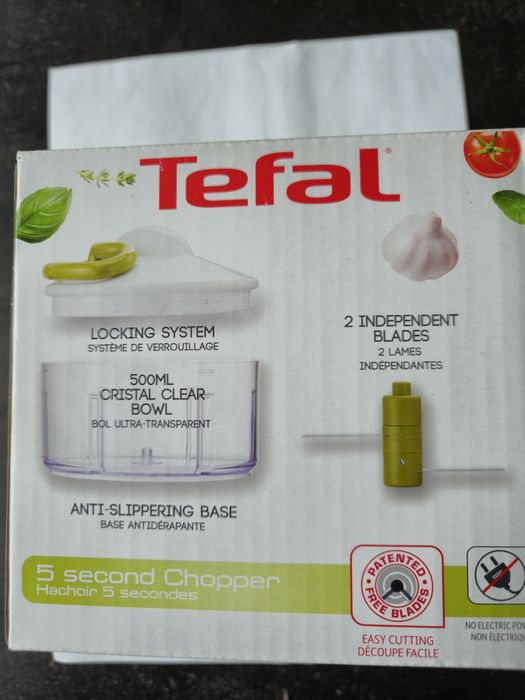 Tefal
LOCKING SYSTEM
SYSTÈME DE VERROUILLAGE
500ML
CRISTAL CLEAR
BOWL
BOL ULTRA-TRANSPARENT
ANTI-SLIPPERING BASE
BASE ANTIDÉRAPANTE
2 INDEPENDENT
BLADES
2 LAMES
INDÉPENDANTES
5 second Chopper
Hachoir 5 secondes
PATENTED
FREE BLADES
EASY CUTTING
DÉCOUPE FACILE
NO ELECTRIC
NON